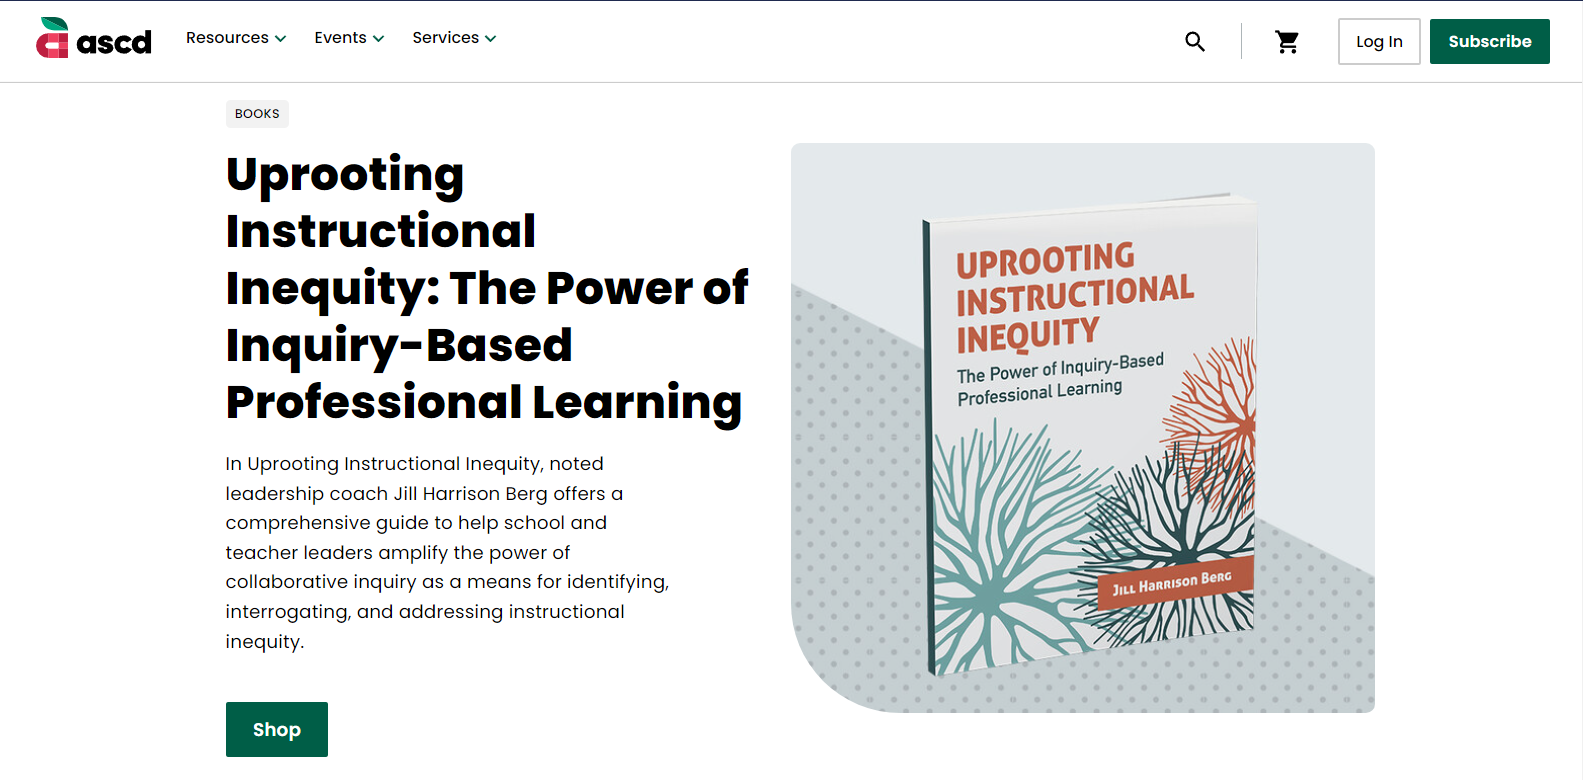 ascd
Resources
Events
Services
Log In
Subscribe
BOOKS
Uprooting
Instructional
Inequity: The Power of
Inquiry-Based
Professional Learning
In Uprooting Instructional Inequity, noted
leadership coach Jill Harrison Berg offers a
comprehensive guide to help school and
teacher leaders amplify the power of
collaborative inquiry as a means for identifying,
interrogating, and addressing instructional
inequity.
Shop
UPROOTING
INSTRUCTIONAL
INEQUITY
The Power of Inquiry-Based
Professional Learning
JILL HARRISON BERG